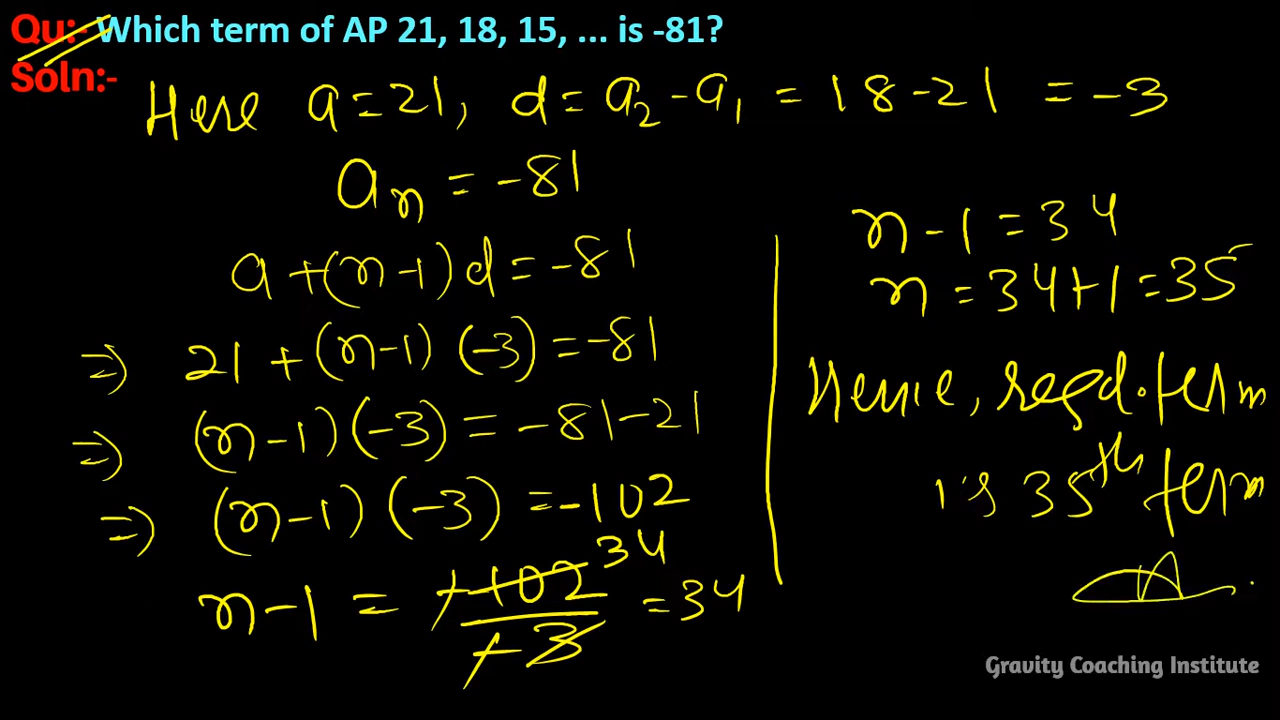 Qu:- Which term of AP 21, 18, 15, ... is -81?
Soln:-
Here a=21, d = a₂ - a₁ = 18 - 21 = -3
aₙ = -81
a + (n-1) d = -81
⇒ 21 + (n-1) (-3) = -81
⇒ (n-1)(-3) = -81-21
⇒ (n-1) (-3) = -102
n-1 = -102/-3 34 = 34
n-1 = 34
n = 34+1 = 35
Hence, reqd. term
is 35th term
Gravity Coaching Institute